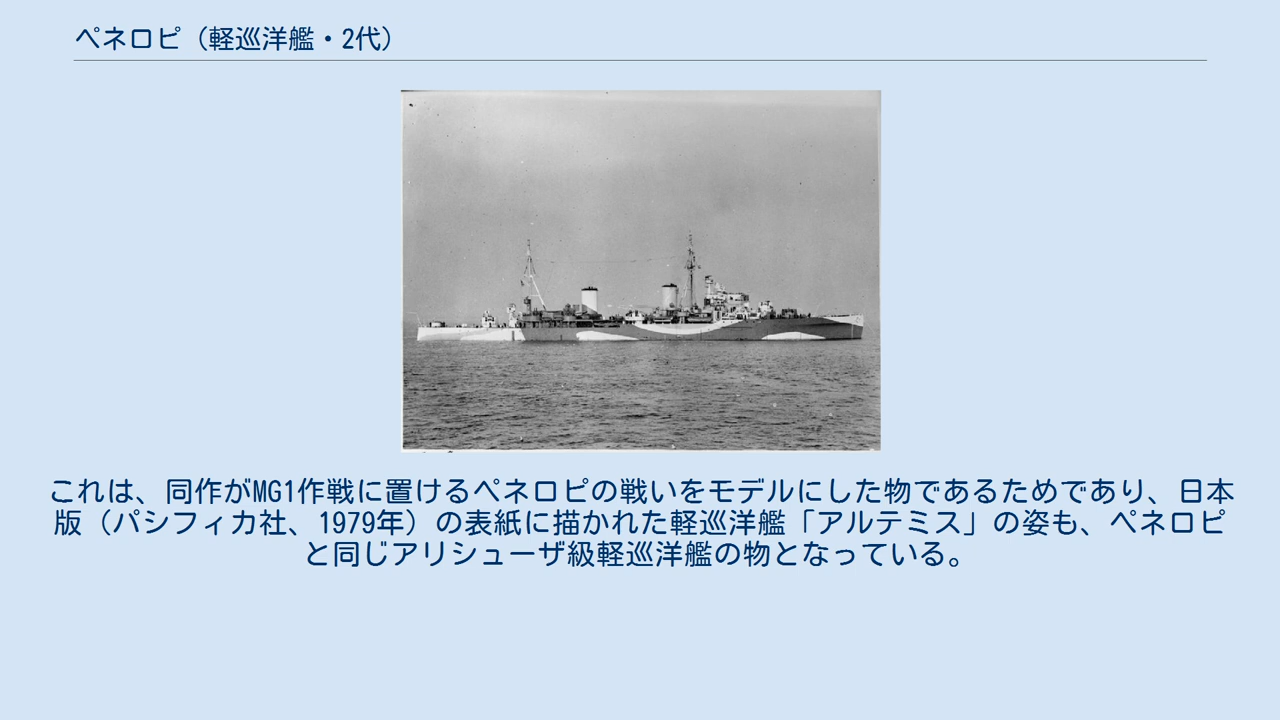 ペネロピ（軽巡洋艦・2代）
これは、同作がMG1作戦に置けるペネロピの戦いをモデルにした物であるためであり、日本
版（パシフィカ社、1979年）の表紙に描かれた軽巡洋艦「アルテミス」の姿も、ペネロピ
と同じアリシューザ級軽巡洋艦の物となっている。